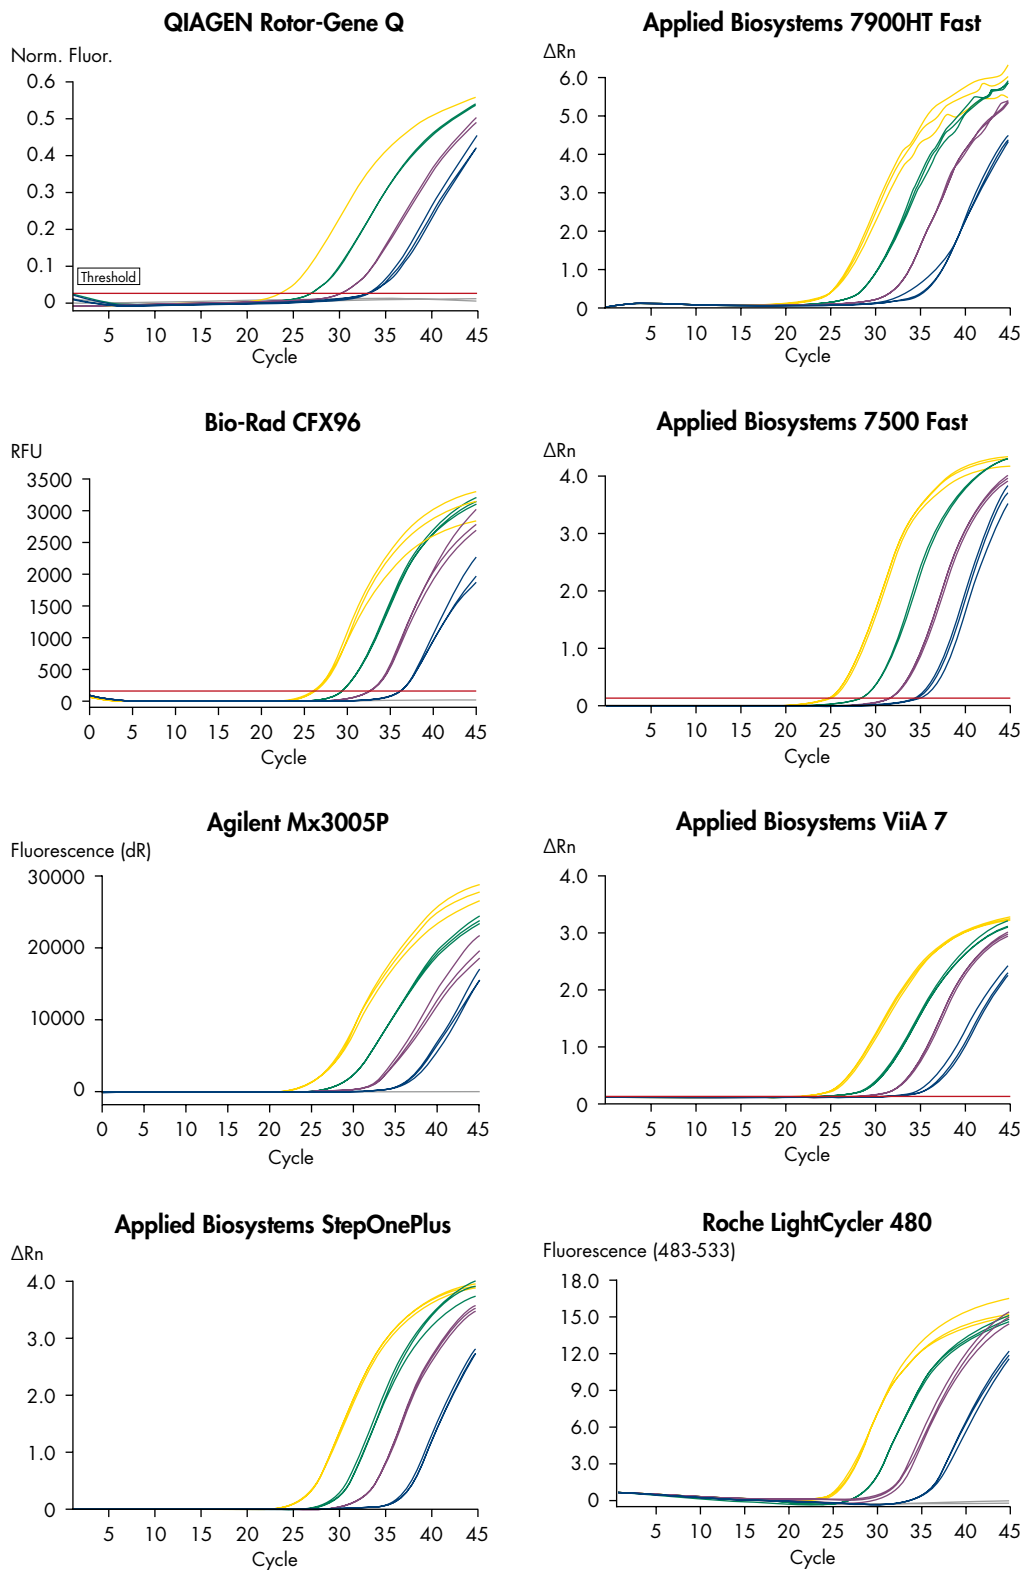 QIAGEN Rotor-Gene Q
Norm. Fluor.
0.6
0.5
0.4
0.3
0.2
0.1
0
Threshold
5 10 15 20 25 30 35 40 45
Cycle
Applied Biosystems 7900HT Fast
ΔRn
6.0
5.0
4.0
3.0
2.0
1.0
0
5 10 15 20 25 30 35 40 45
Cycle
Bio-Rad CFX96
RFU
3500
3000
2500
2000
1500
1000
500
0
0 5 10 15 20 25 30 35 40 45
Cycle
Applied Biosystems 7500 Fast
ΔRn
4.0
3.0
2.0
1.0
0
5 10 15 20 25 30 35 40 45
Cycle
Agilent Mx3005P
Fluorescence (dR)
30000
20000
10000
0
0 5 10 15 20 25 30 35 40 45
Cycle
Applied Biosystems ViiA 7
ΔRn
4.0
3.0
2.0
1.0
0
5 10 15 20 25 30 35 40 45
Cycle
Applied Biosystems StepOnePlus
ΔRn
4.0
3.0
2.0
1.0
0
5 10 15 20 25 30 35 40 45
Cycle
Roche LightCycler 480
Fluorescence (483-533)
18.0
15.0
12.0
9.0
6.0
3.0
0
5 10 15 20 25 30 35 40 45
Cycle